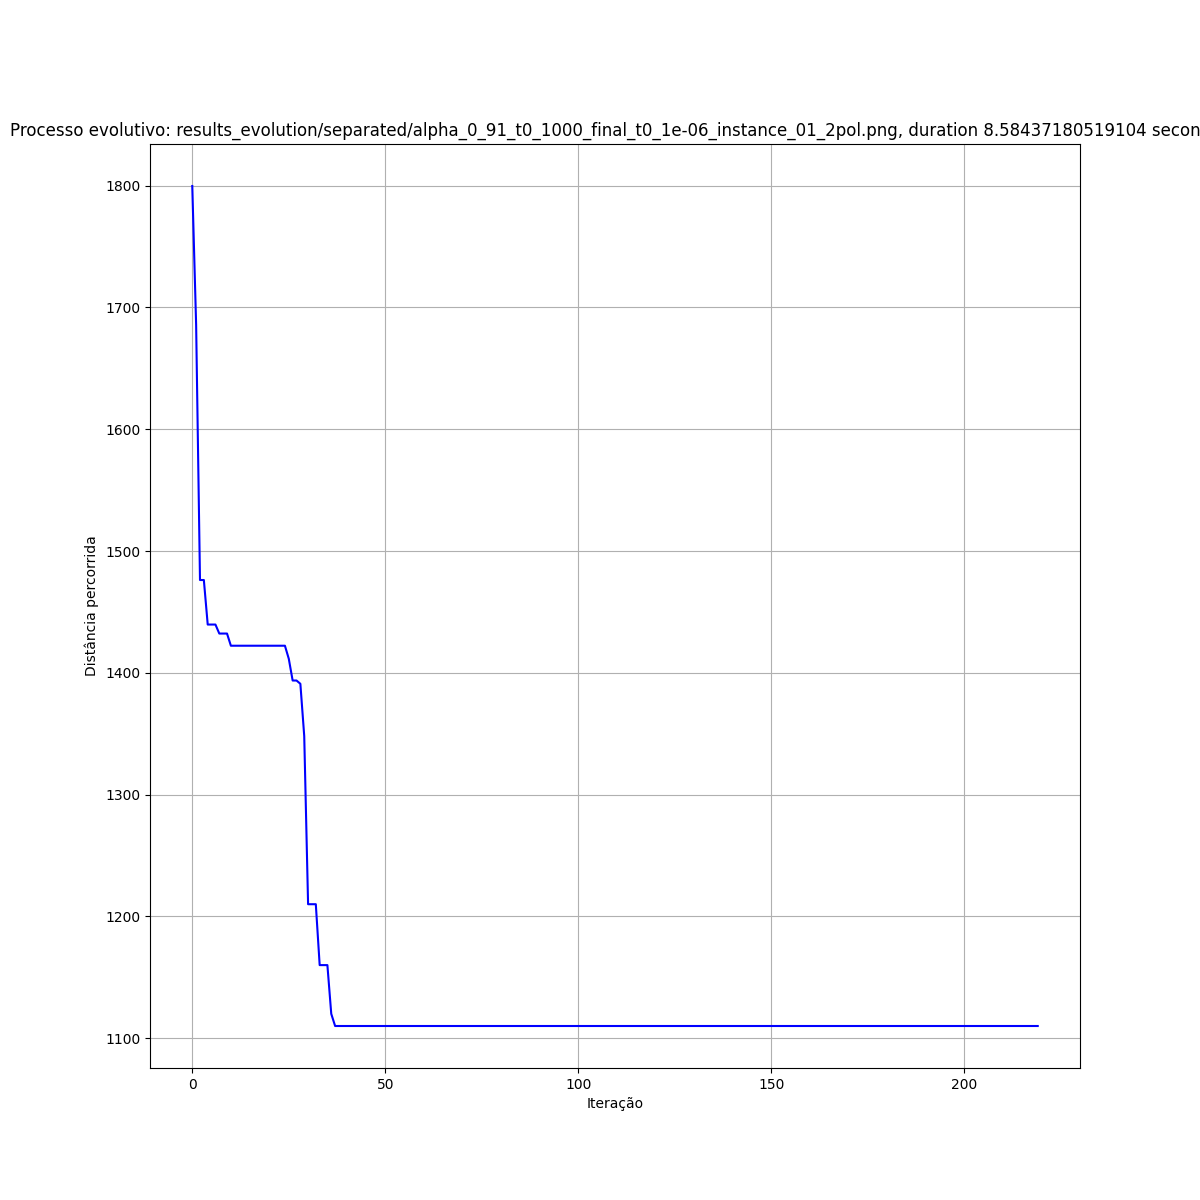 Processo evolutivo: results_evolution/separated/alpha_0_91_t0_1000_final_t0_1e-06_instance_01_2pol.png, duration 8.58437180519104 secon
1800
1700
1600
1500
1400
1300
1200
1100
Distância percorrida
0 50 100 150 200
Iteração